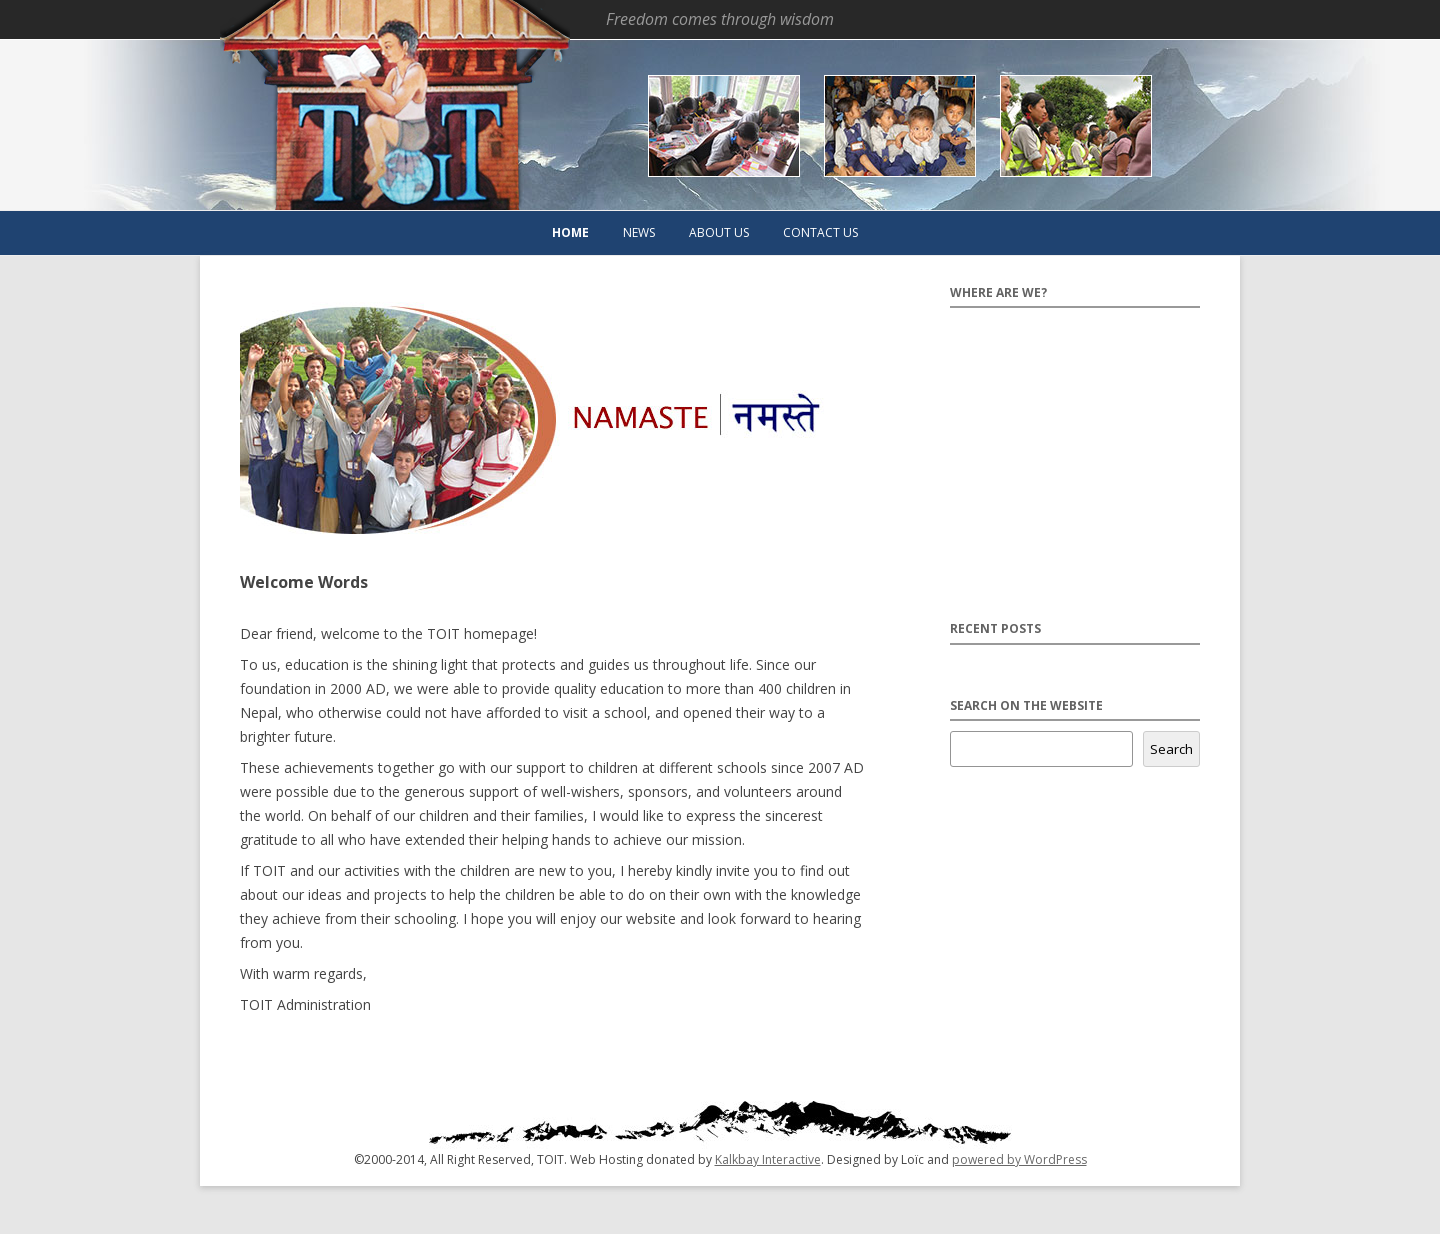 Freedom comes through wisdom
TOIT
HOME NEWS ABOUT US CONTACT US
NAMASTE | नमस्ते
Welcome Words
Dear friend, welcome to the TOIT homepage!
To us, education is the shining light that protects and guides us throughout life. Since our
foundation in 2000 AD, we were able to provide quality education to more than 400 children in
Nepal, who otherwise could not have afforded to visit a school, and opened their way to a
brighter future.
These achievements together go with our support to children at different schools since 2007 AD
were possible due to the generous support of well-wishers, sponsors, and volunteers around
the world. On behalf of our children and their families, I would like to express the sincerest
gratitude to all who have extended their helping hands to achieve our mission.
If TOIT and our activities with the children are new to you, I hereby kindly invite you to find out
about our ideas and projects to help the children be able to do on their own with the knowledge
they achieve from their schooling. I hope you will enjoy our website and look forward to hearing
from you.
With warm regards,
TOIT Administration
WHERE ARE WE?
RECENT POSTS
SEARCH ON THE WEBSITE
Search
©2000-2014, All Right Reserved, TOIT. Web Hosting donated by Kalkbay Interactive. Designed by Loïc and powered by WordPress